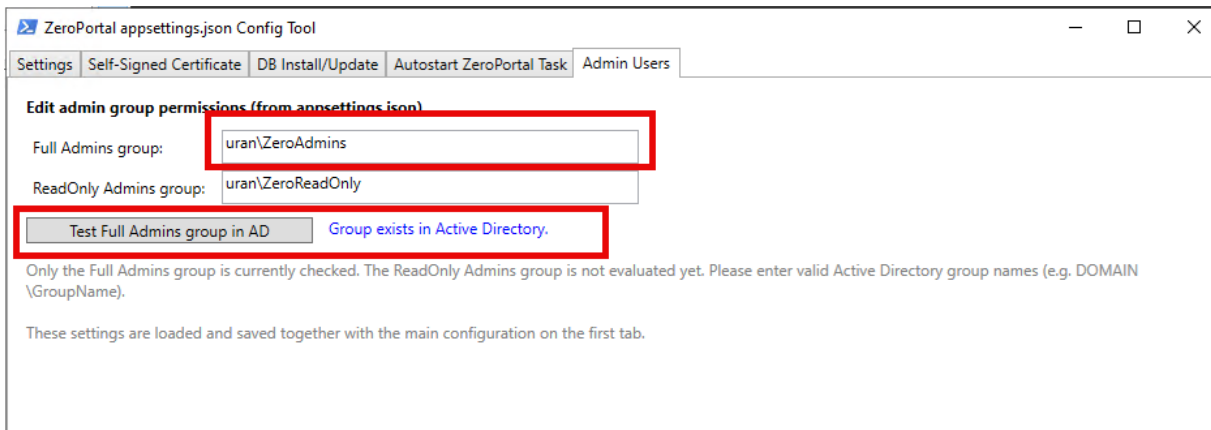 ZeroPortal appsettings.json Config Tool
Settings Self-Signed Certificate DB Install/Update Autostart ZeroPortal Task Admin Users
Edit admin group permissions (from appsettings.json)
Full Admins group: uran\ZeroAdmins
ReadOnly Admins group: uran\ZeroReadOnly
Test Full Admins group in AD Group exists in Active Directory.
Only the Full Admins group is currently checked. The ReadOnly Admins group is not evaluated yet. Please enter valid Active Directory group names (e.g. DOMAIN
\GroupName).
These settings are loaded and saved together with the main configuration on the first tab.